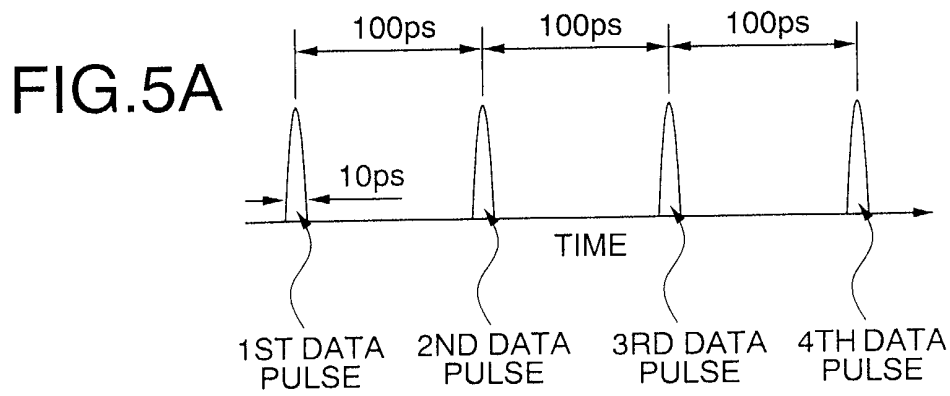 FIG.5A
100ps 100ps 100ps
10ps
TIME
1ST DATA PULSE
2ND DATA PULSE
3RD DATA PULSE
4TH DATA PULSE